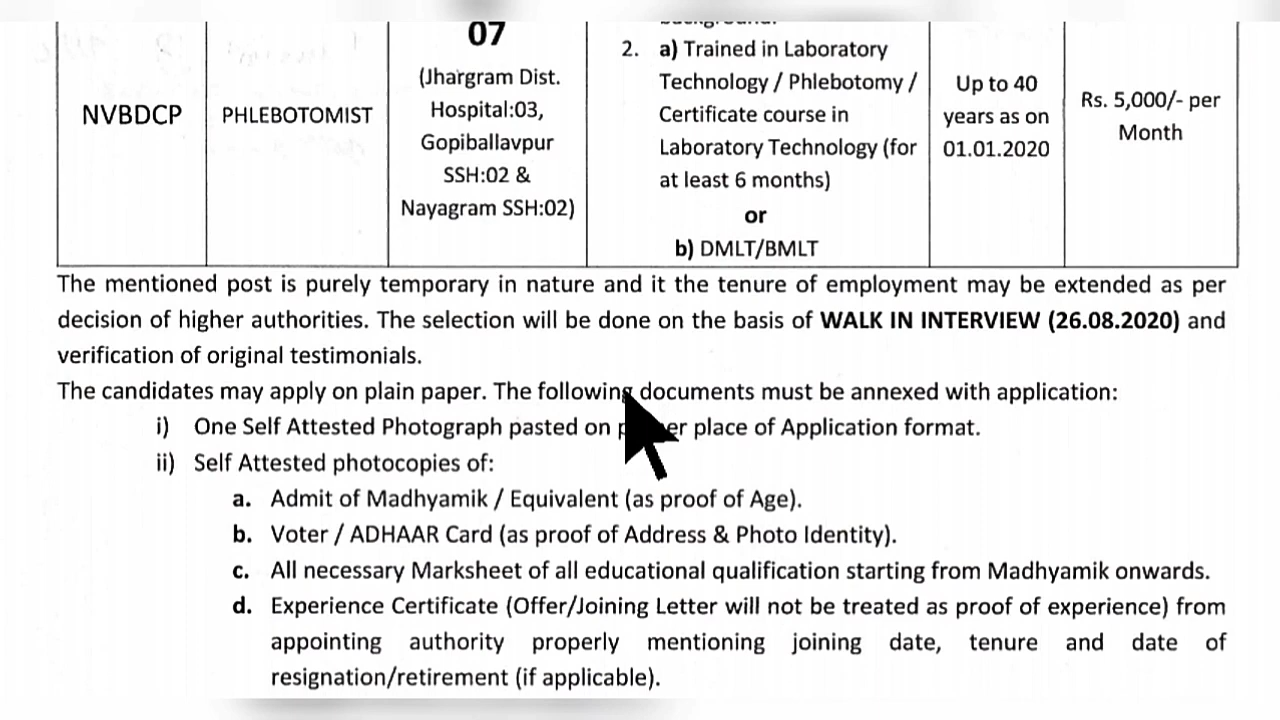 07
NVBDCP
PHLEBOTOMIST
(Jhargram Dist.
Hospital:03,
Gopiballavpur
SSH:02 &
Nayagram SSH:02)
2. a) Trained in Laboratory
Technology / Phlebotomy /
Certificate course in
Laboratory Technology (for
at least 6 months)
or
b) DMLT/BMLT
Up to 40
years as on
01.01.2020
Rs. 5,000/- per
Month
The mentioned post is purely temporary in nature and it the tenure of employment may be extended as per
decision of higher authorities. The selection will be done on the basis of WALK IN INTERVIEW (26.08.2020) and
verification of original testimonials.
The candidates may apply on plain paper. The following documents must be annexed with application:
i) One Self Attested Photograph pasted on place of Application format.
ii) Self Attested photocopies of:
a. Admit of Madhyamik / Equivalent (as proof of Age).
b. Voter / ADHAAR Card (as proof of Address & Photo Identity).
c. All necessary Marksheet of all educational qualification starting from Madhyamik onwards.
d. Experience Certificate (Offer/Joining Letter will not be treated as proof of experience) from
appointing authority properly mentioning joining date, tenure and date of
resignation/retirement (if applicable).